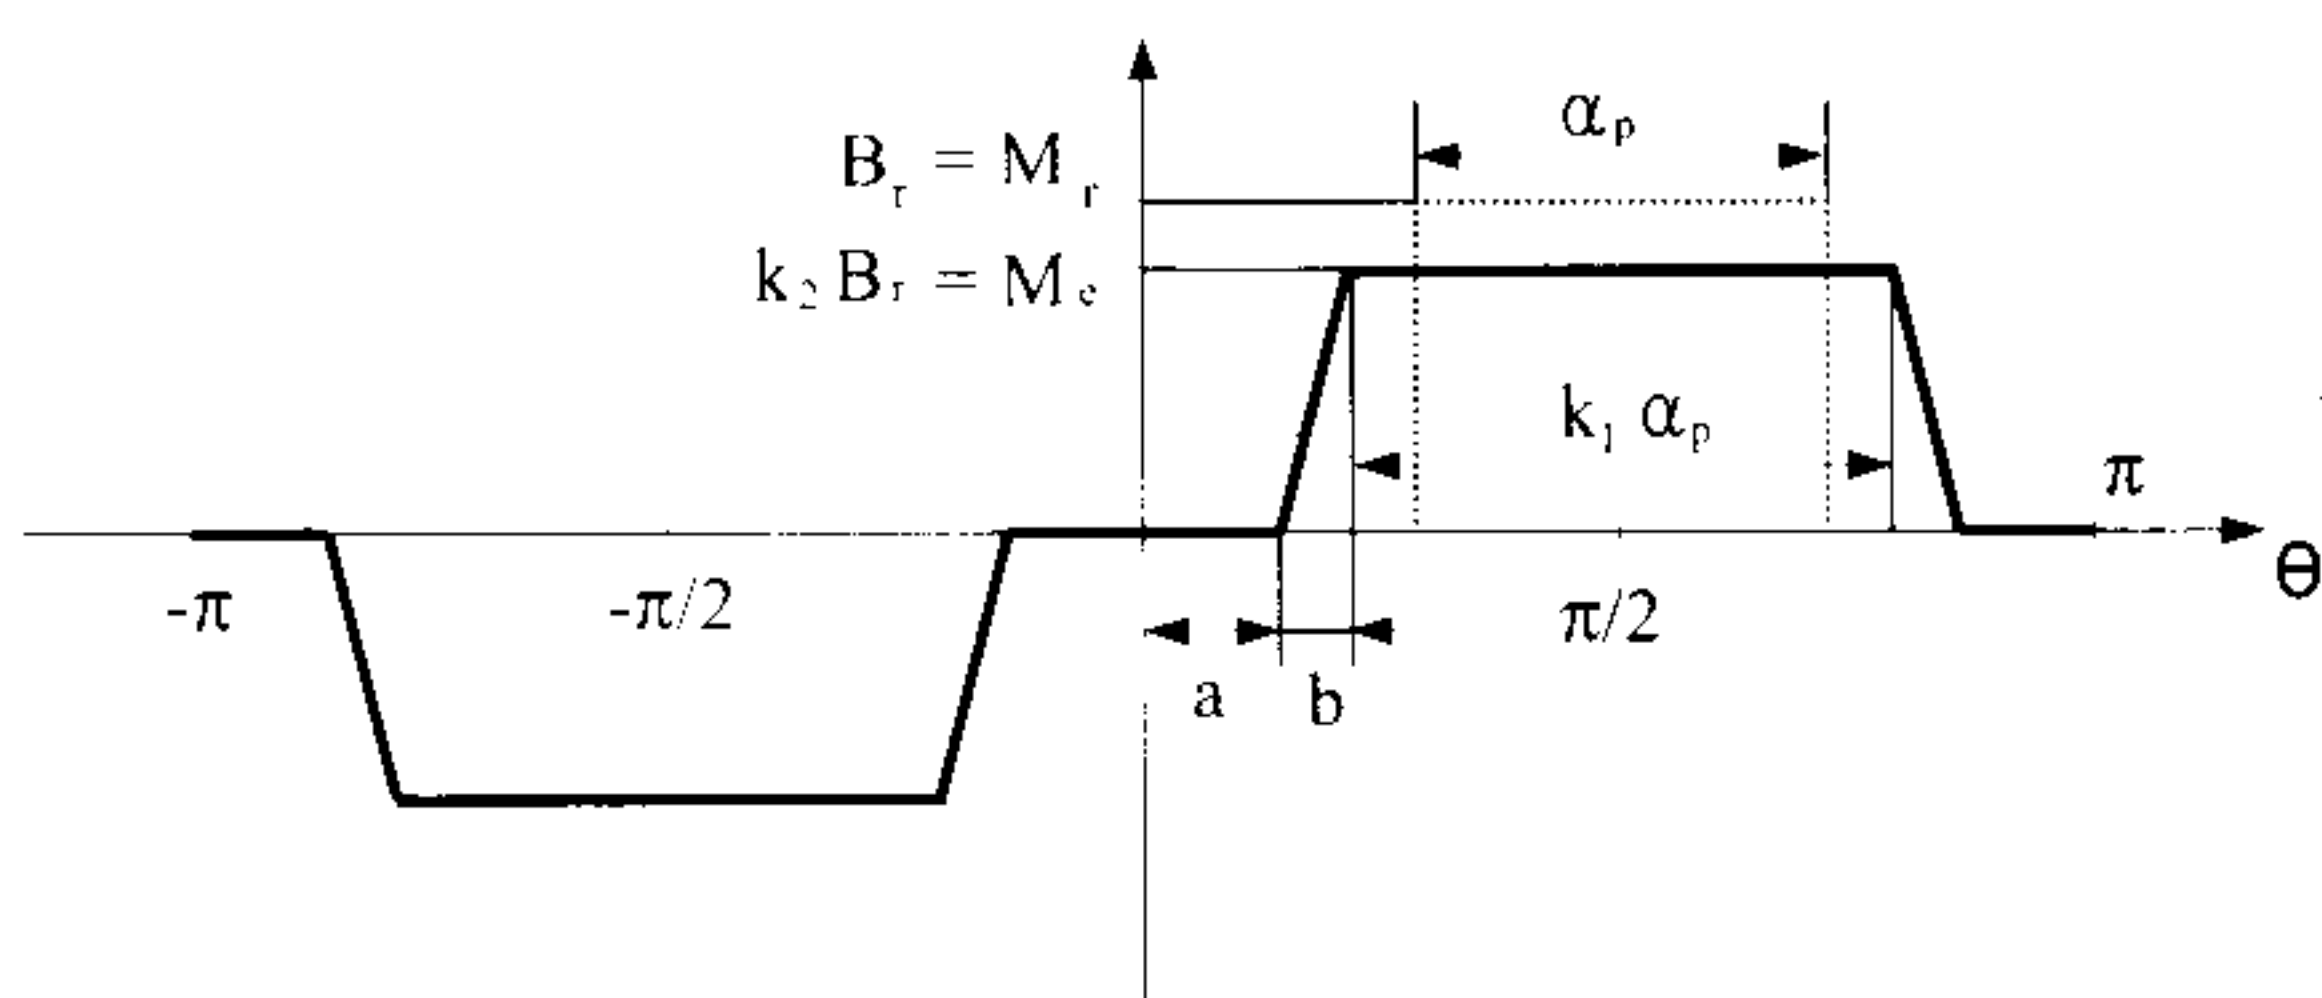 αp
Br = Mr
k2 Br = Me
k1 αp
π
θ
-π
-π/2
π/2
a
b